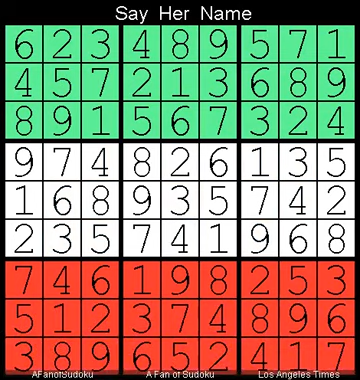 Say Her Name
6 2 3 4 8 9 5 7 1
4 5 7 2 1 3 6 8 9
8 9 1 5 6 7 3 2 4
9 7 4 8 2 6 1 3 5
1 6 8 9 3 5 7 4 2
2 3 5 7 4 1 9 6 8
7 4 6 1 9 8 2 5 3
5 1 2 3 7 4 8 9 6
3 8 9 6 5 2 4 1 7
AFanofSudoku A Fan of Sudoku Los Angeles Times